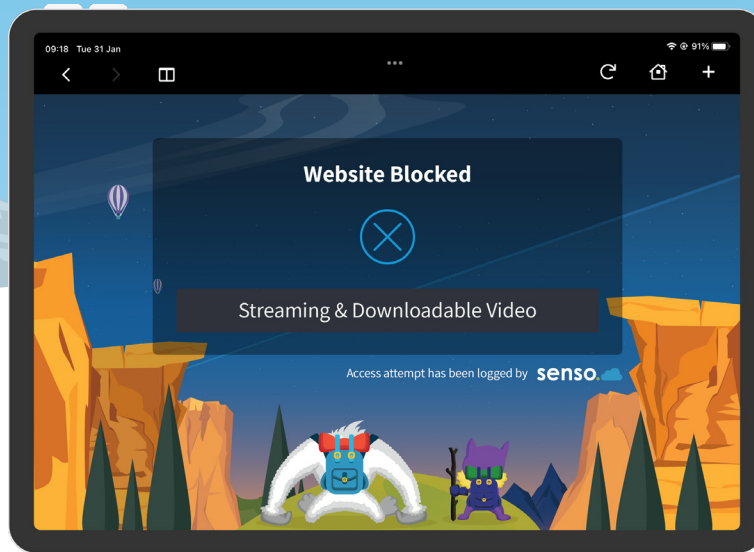 09:18 Tue 31 Jan
91%
Website Blocked
Streaming & Downloadable Video
Access attempt has been logged by senso.